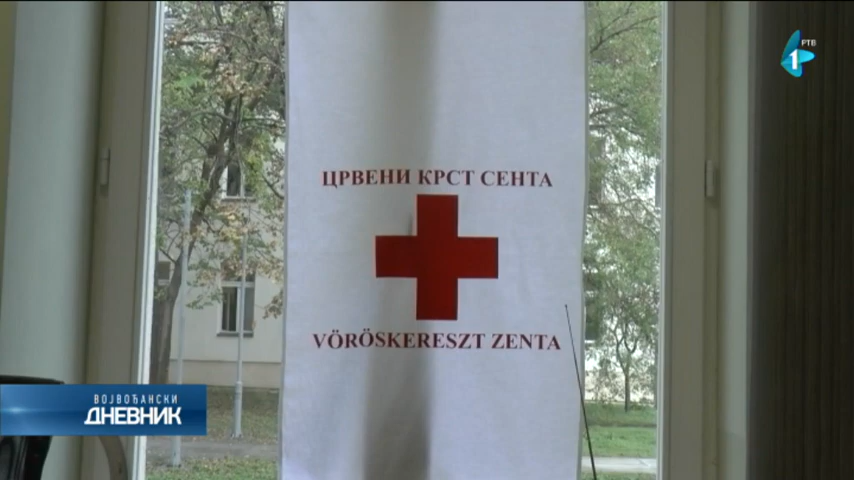 РТВ
1
ЦРВЕНИ КРСТ СЕНТА
VÖRÖSKERESZT ZENTA
ВОЈВОЂАНСКИ
ДНЕВНИК